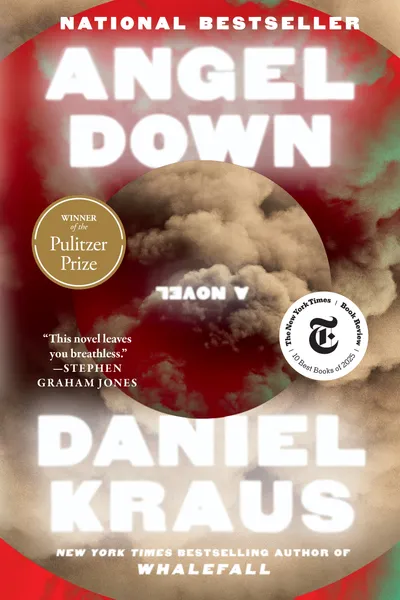 NATIONAL BESTSELLER
ANGEL
DOWN
WINNER
of the
Pulitzer
Prize
A NOVEL
The New York Times | Book Review
T
10 Best Books of 2025
“This novel leaves
you breathless.”
—STEPHEN
GRAHAM JONES
DANIEL
KRAUS
NEW YORK TIMES BESTSELLING AUTHOR OF
WHALEFALL